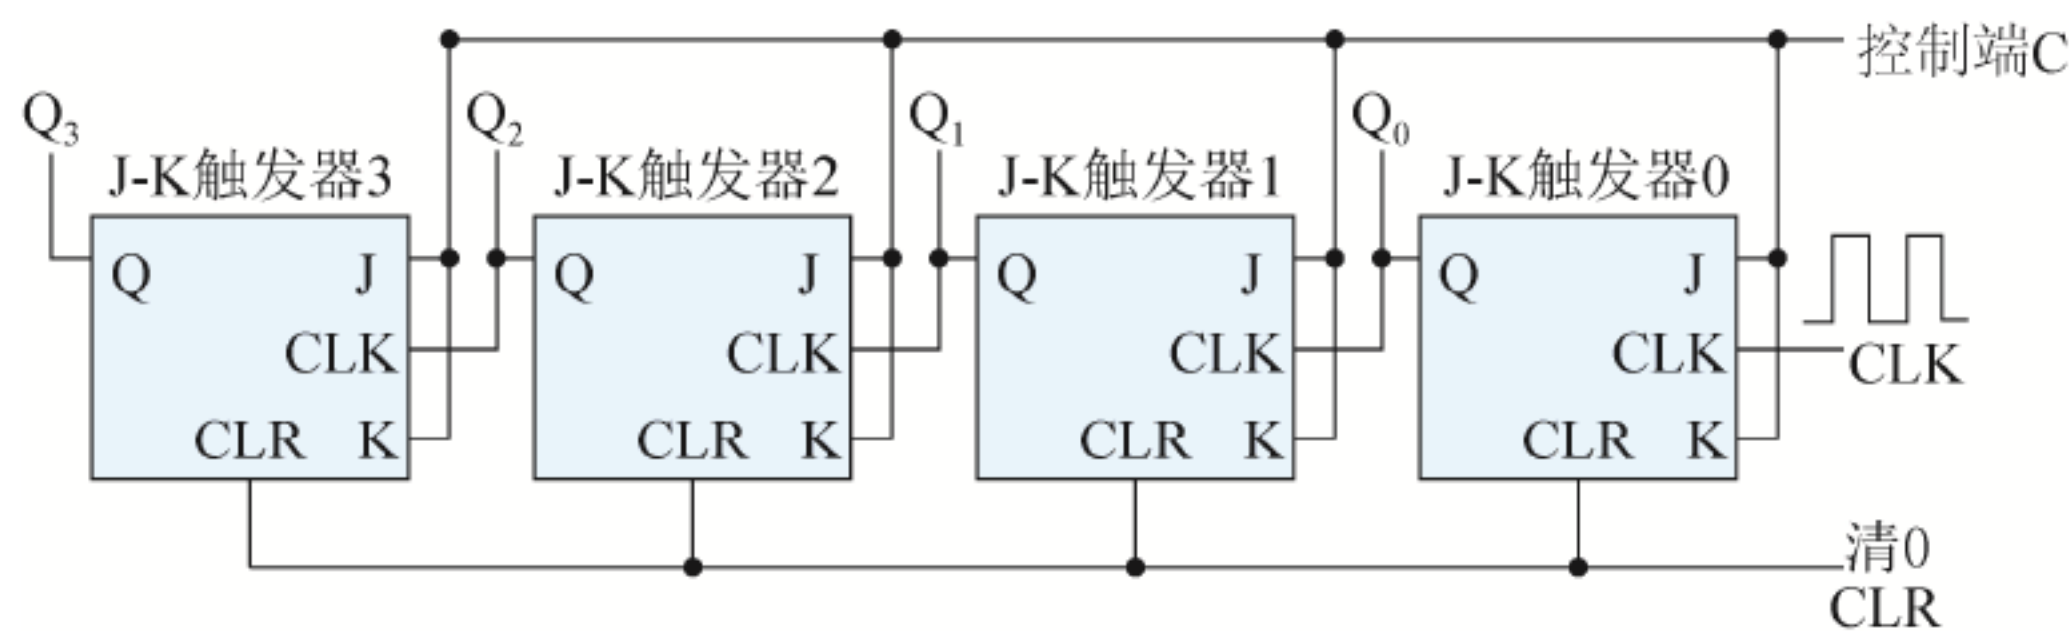 控制端C
Q₃ Q₂ Q₁ Q₀
J-K触发器3 J-K触发器2 J-K触发器1 J-K触发器0
Q J Q J Q J Q J
CLK CLK CLK CLK CLK
CLR K CLR K CLR K CLR K
清0
CLR